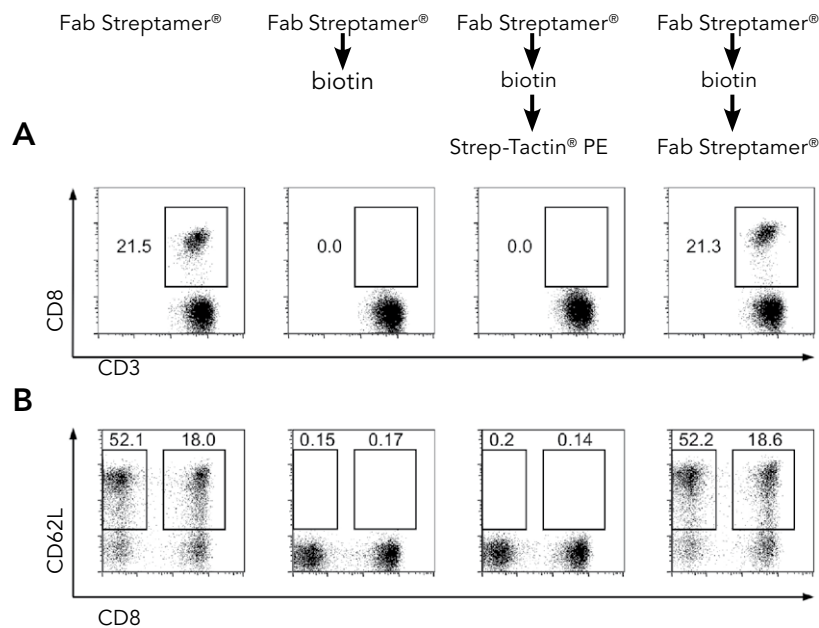 Fab Streptamer® Fab Streptamer® Fab Streptamer® Fab Streptamer®
biotin biotin biotin
Strep-Tactin® PE Fab Streptamer®
A
21.5 0.0 0.0 21.3
CD8
CD3
B
52.1 18.0 0.15 0.17 0.2 0.14 52.2 18.6
CD62L
CD8